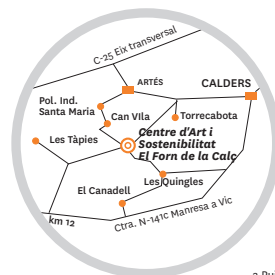 C-25 Eix transversal
ARTÉS
CALDERS
Pol. Ind.
Santa Maria
Can VIla
Torrecabota
Centre d'Art i
Sostenibilitat
El Forn de la Calç
Les Tàpies
Les Quingles
El Canadell
km 12
Ctra. N-141C Manresa a Vic